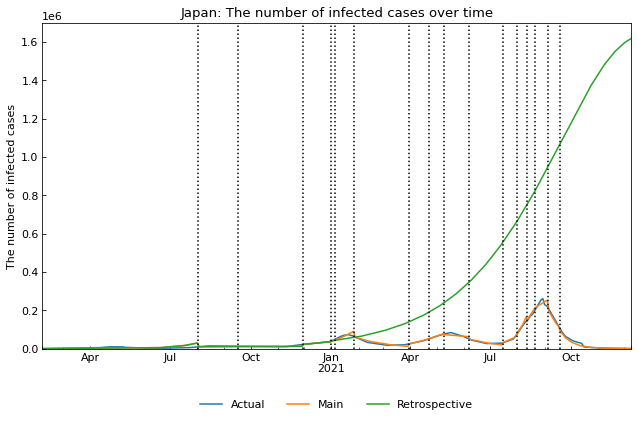 Japan: The number of infected cases over time
1e6
1.6
1.4
1.2
1.0
0.8
0.6
0.4
0.2
0.0
The number of infected cases
Apr Jul Oct Jan Apr Jul Oct
2021
Actual Main Retrospective